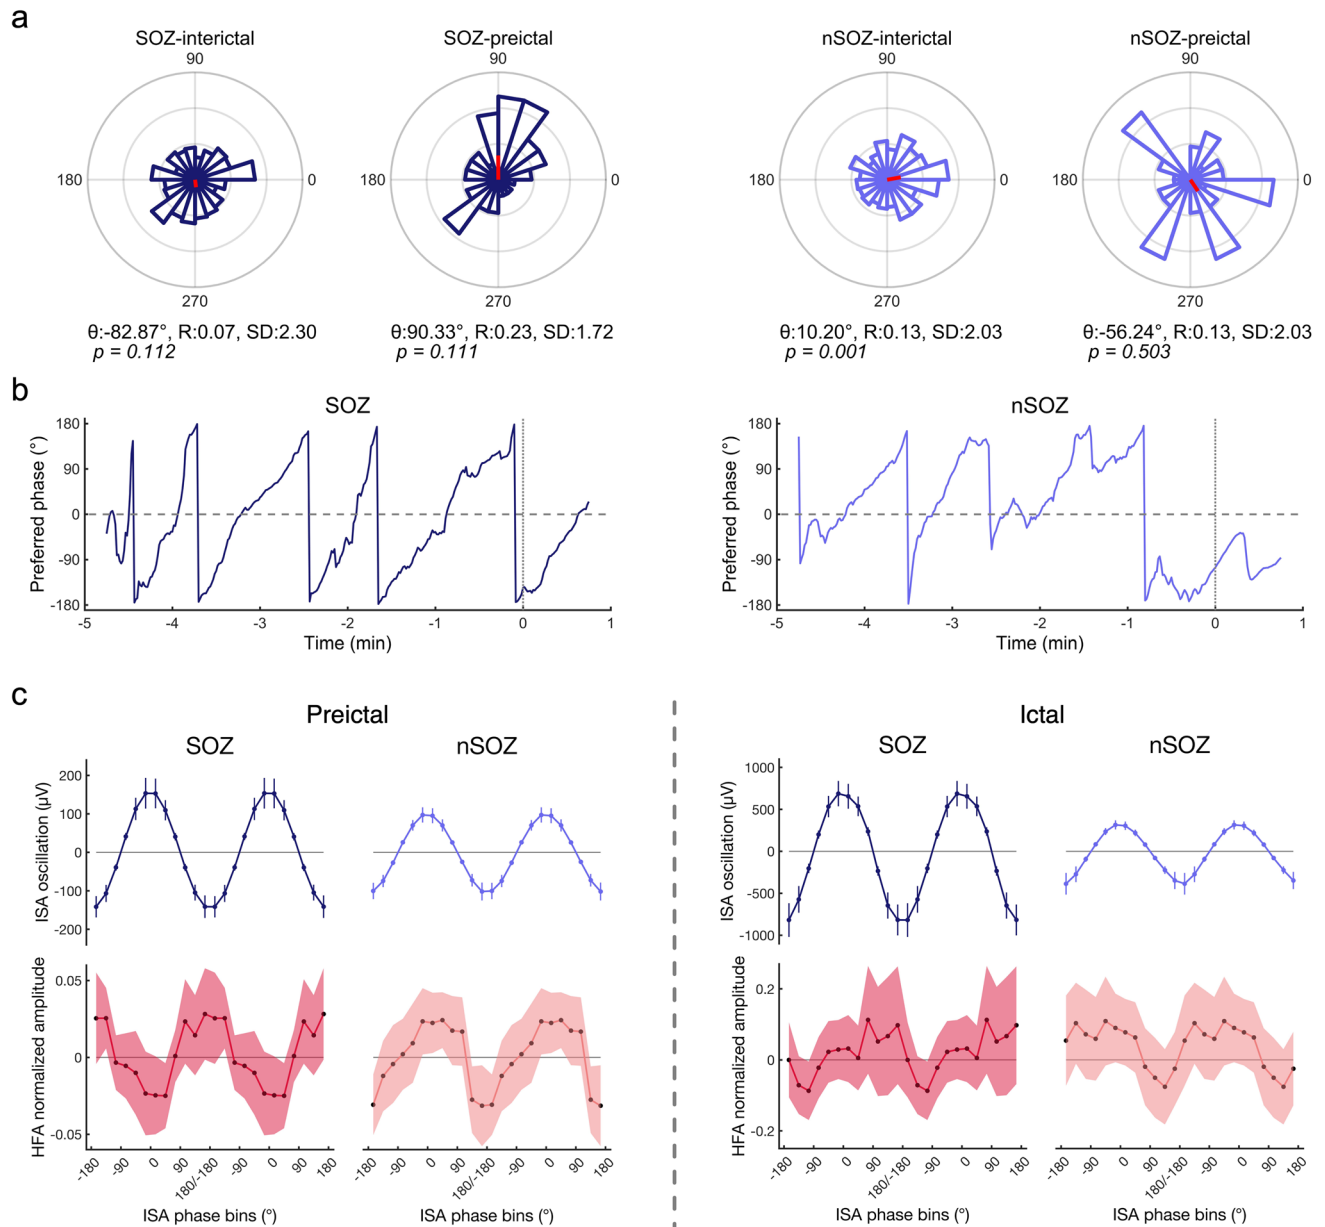 a
SOZ-interictal
90
180
0
270
θ:-82.87°, R:0.07, SD:2.30
p = 0.112
SOZ-preictal
90
180
0
270
θ:90.33°, R:0.23, SD:1.72
p = 0.111
nSOZ-interictal
90
180
0
270
θ:10.20°, R:0.13, SD:2.03
p = 0.001
nSOZ-preictal
90
180
0
270
θ:-56.24°, R:0.13, SD:2.03
p = 0.503
b
SOZ
Preferred phase (°)
180
90
0
-90
-180
-5 -4 -3 -2 -1 0 1
Time (min)
nSOZ
Preferred phase (°)
180
90
0
-90
-180
-5 -4 -3 -2 -1 0 1
Time (min)
c
Preictal
SOZ
nSOZ
ISA oscillation (µV)
200
100
0
-100
-200
HFA normalized amplitude
0.05
0
-0.05
-180 -90 0 90 180/-180 -90 0 90 180
ISA phase bins (°)
-180 -90 0 90 180/-180 -90 0 90 180
ISA phase bins (°)
Ictal
SOZ
nSOZ
ISA oscillation (µV)
1000
500
0
-500
-1000
HFA normalized amplitude
0.2
0
-0.2
-180 -90 0 90 180/-180 -90 0 90 180
ISA phase bins (°)
-180 -90 0 90 180/-180 -90 0 90 180
ISA phase bins (°)